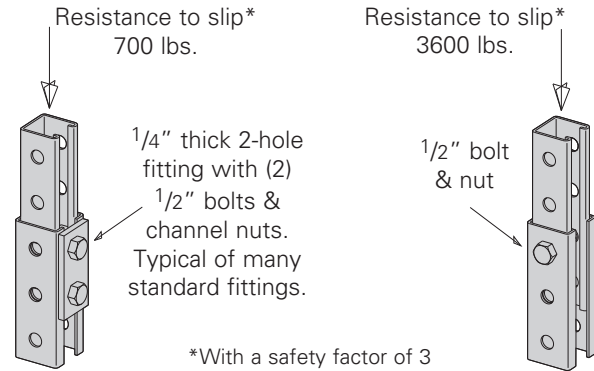 Resistance to slip*
700 lbs.
1/4” thick 2-hole
fitting with (2)
1/2” bolts &
channel nuts.
Typical of many
standard fittings.
Resistance to slip*
3600 lbs.
1/2” bolt
& nut
*With a safety factor of 3